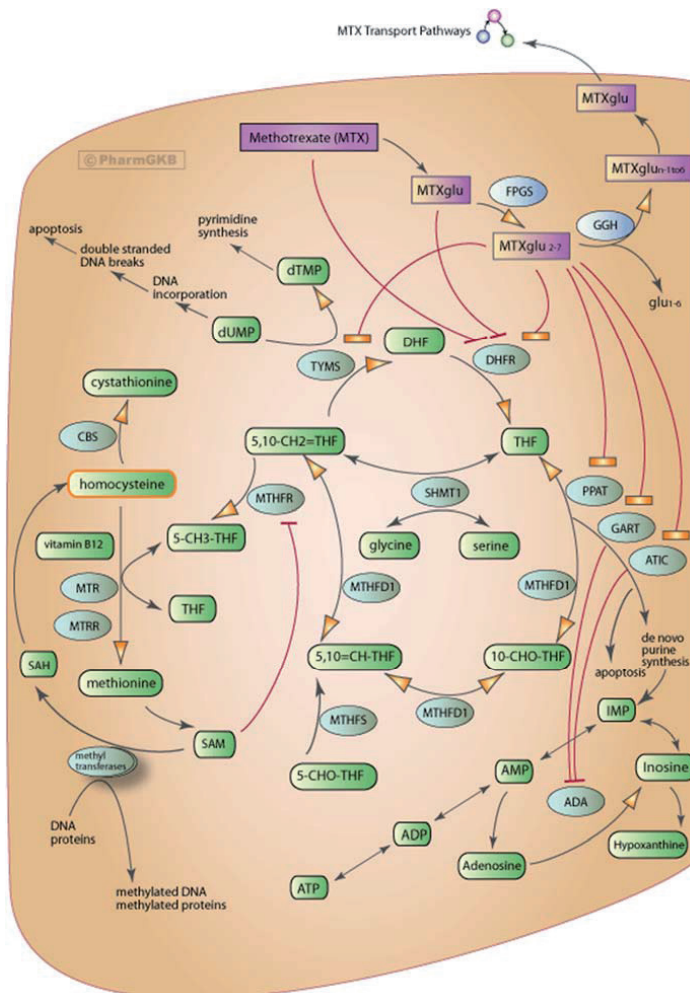 MTX Transport Pathways
MTXglu
© PharmGKB
Methotrexate (MTX)
MTXglu
FPGS
MTXglun-1to6
GGH
MTXglu 2-7
glu1-6
apoptosis
double stranded
DNA breaks
DNA
incorporation
pyrimidine
synthesis
dTMP
dUMP
TYMS
DHF
DHFR
cystathionine
CBS
homocysteine
5,10-CH2=THF
THF
MTHFR
SHMT1
PPAT
GART
ATIC
vitamin B12
5-CH3-THF
glycine
serine
MTR
THF
MTHFD1
MTHFD1
MTRR
SAH
methionine
5,10=CH-THF
10-CHO-THF
apoptosis
de novo
purine
synthesis
SAM
MTHFS
MTHFD1
IMP
methyl
transferases
5-CHO-THF
AMP
ADA
Inosine
DNA
proteins
ADP
Adenosine
Hypoxanthine
ATP
methylated DNA
methylated proteins